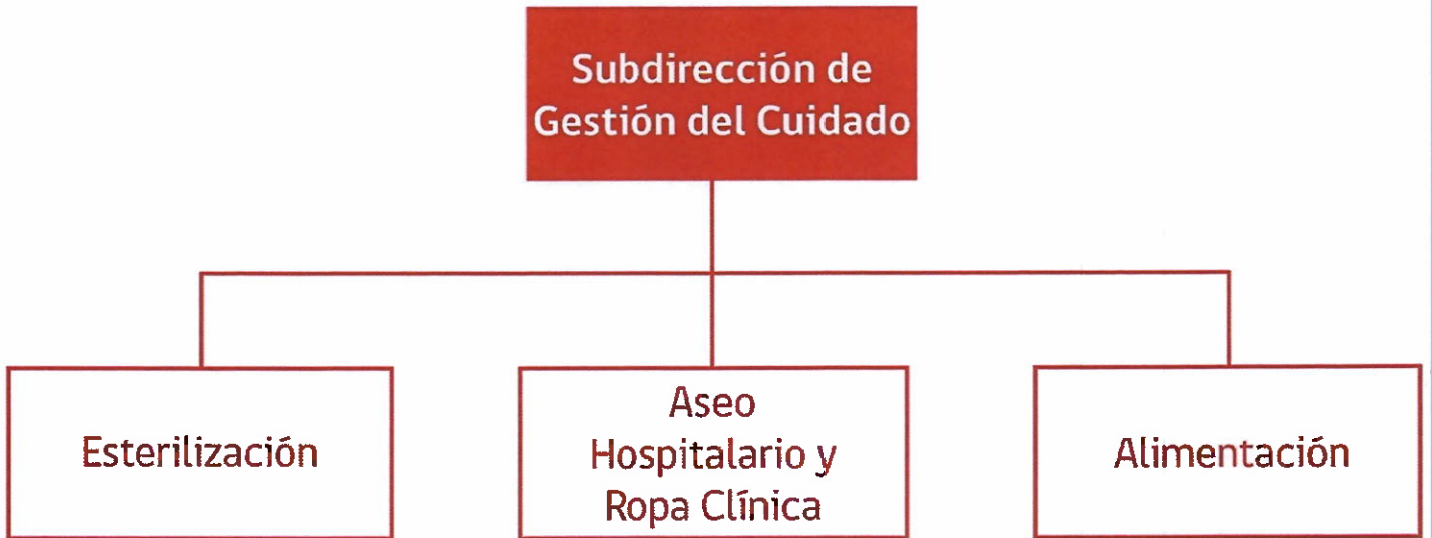 Subdirección de
Gestión del Cuidado
Esterilización
Aseo
Hospitalario y
Ropa Clínica
Alimentación